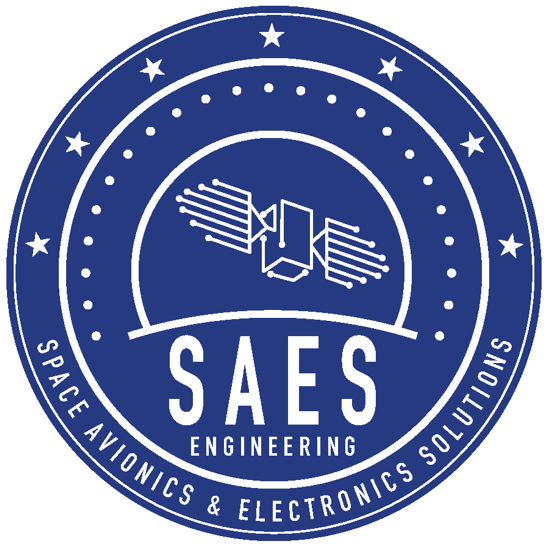 SAES
ENGINEERING
SPACE AVIONICS & ELECTRONICS SOLUTIONS